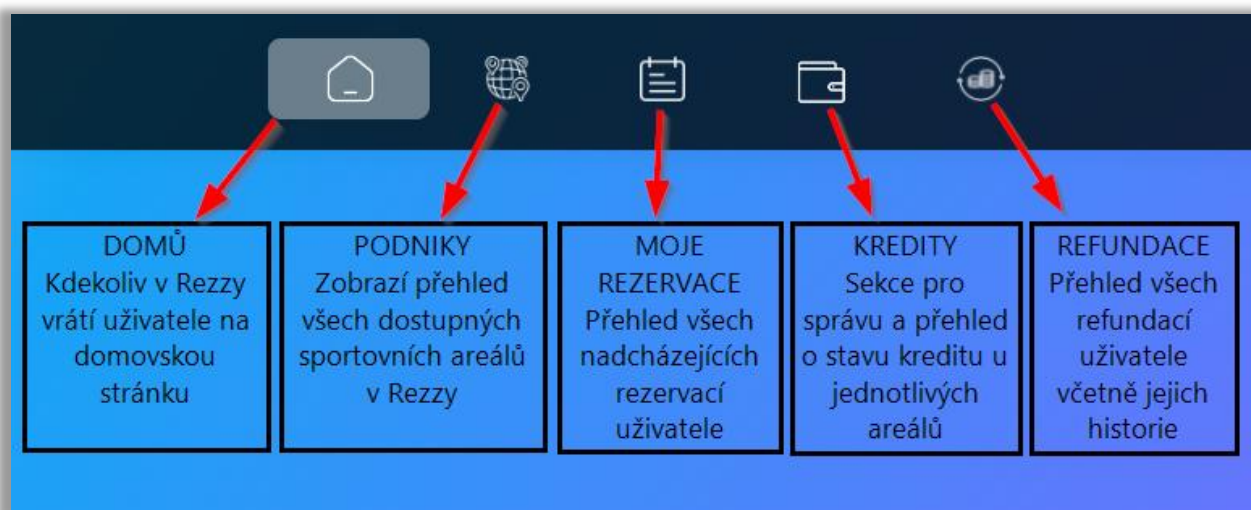 DOMŮ
Kdekoliv v Rezzy
vrátí uživatele na
domovskou
stránku
PODNIKY
Zobrazí přehled
všech dostupných
sportovních areálů
v Rezzy
MOJE
REZERVACE
Přehled všech
nadcházejících
rezervací
uživatele
KREDITY
Sekce pro
správu a přehled
o stavu kreditu u
jednotlivých
areálů
REFUNDACE
Přehled všech
refundací
uživatele
včetně jejich
historie